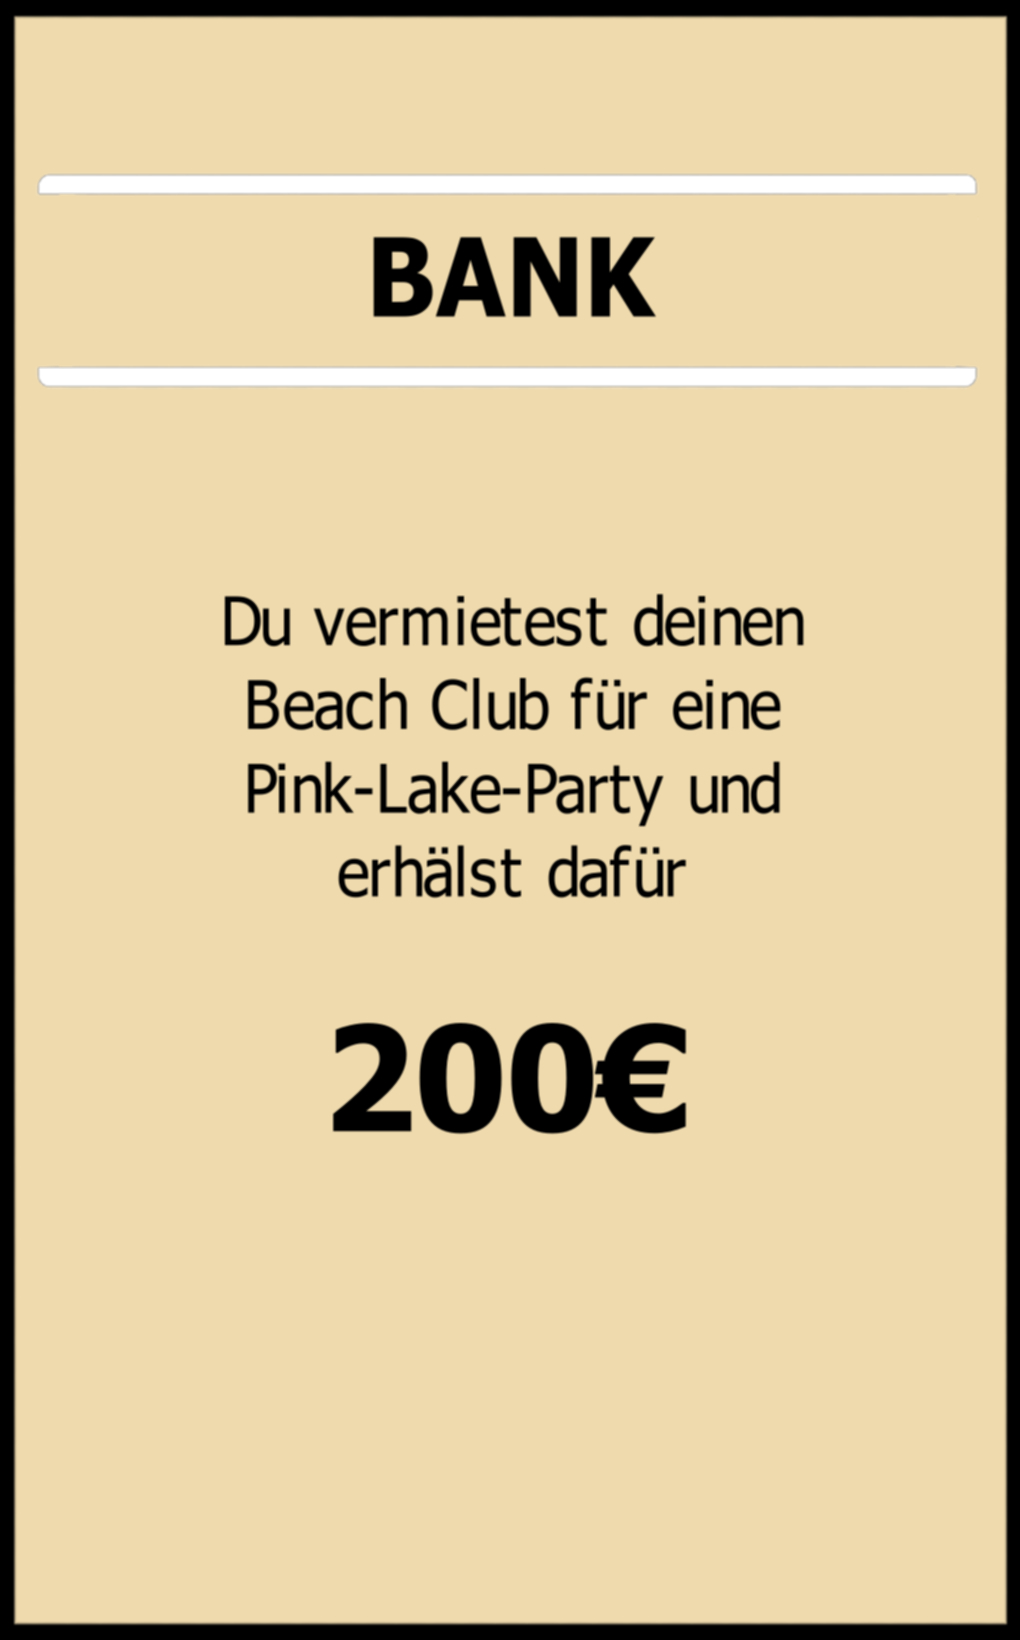 BANK
Du vermietest deinen
Beach Club für eine
Pink-Lake-Party und
erhälst dafür
200€